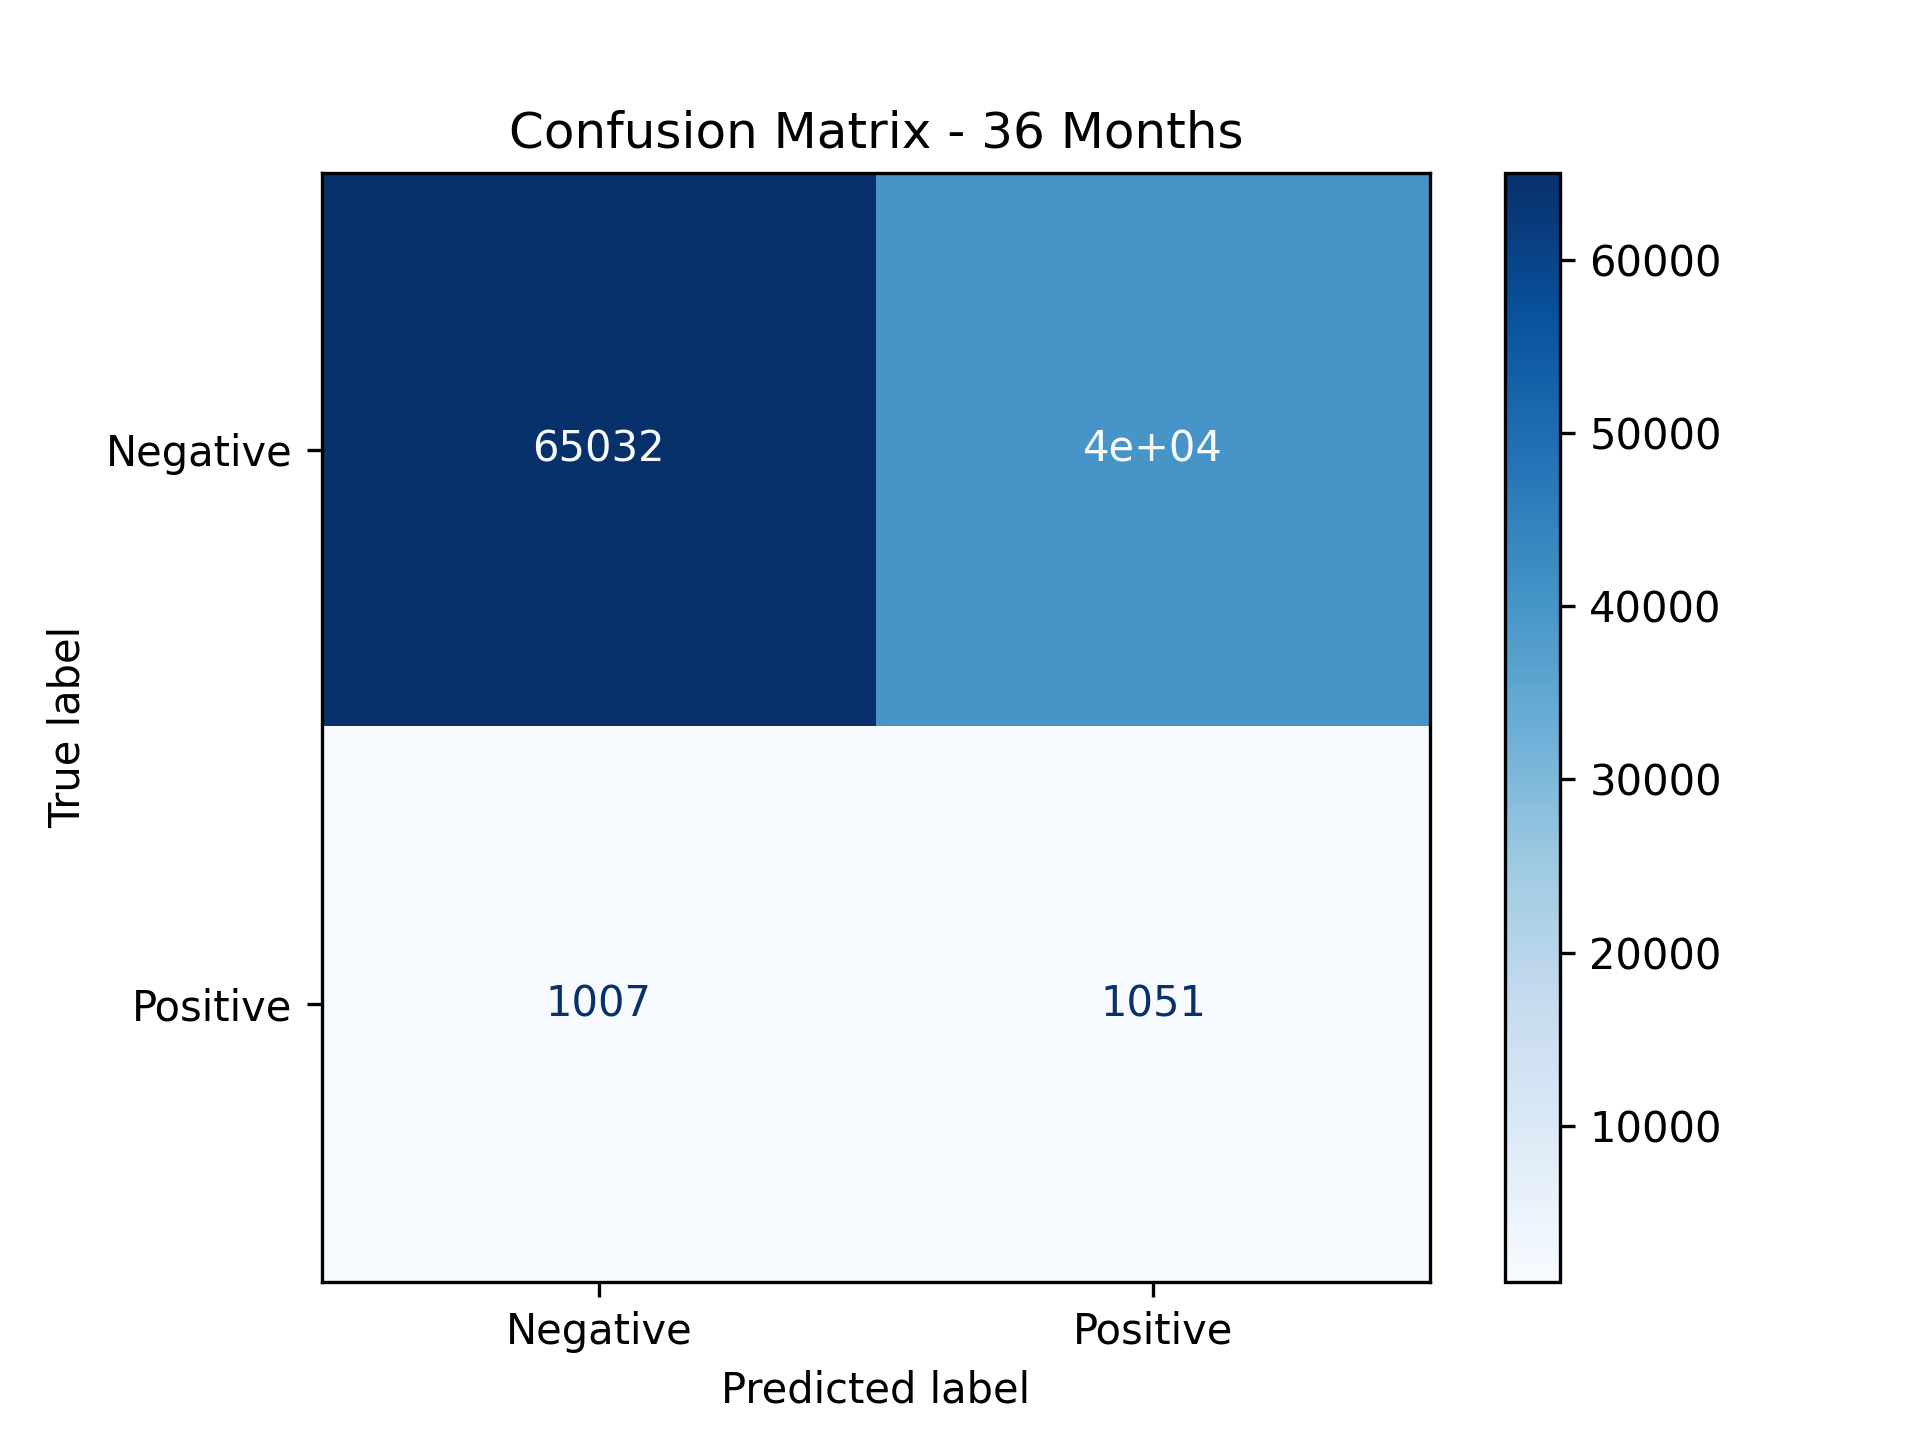 Confusion Matrix - 36 Months
Negative
65032
4e+04
Positive
1007
1051
Negative
Positive
Predicted label
True label
60000
50000
40000
30000
20000
10000